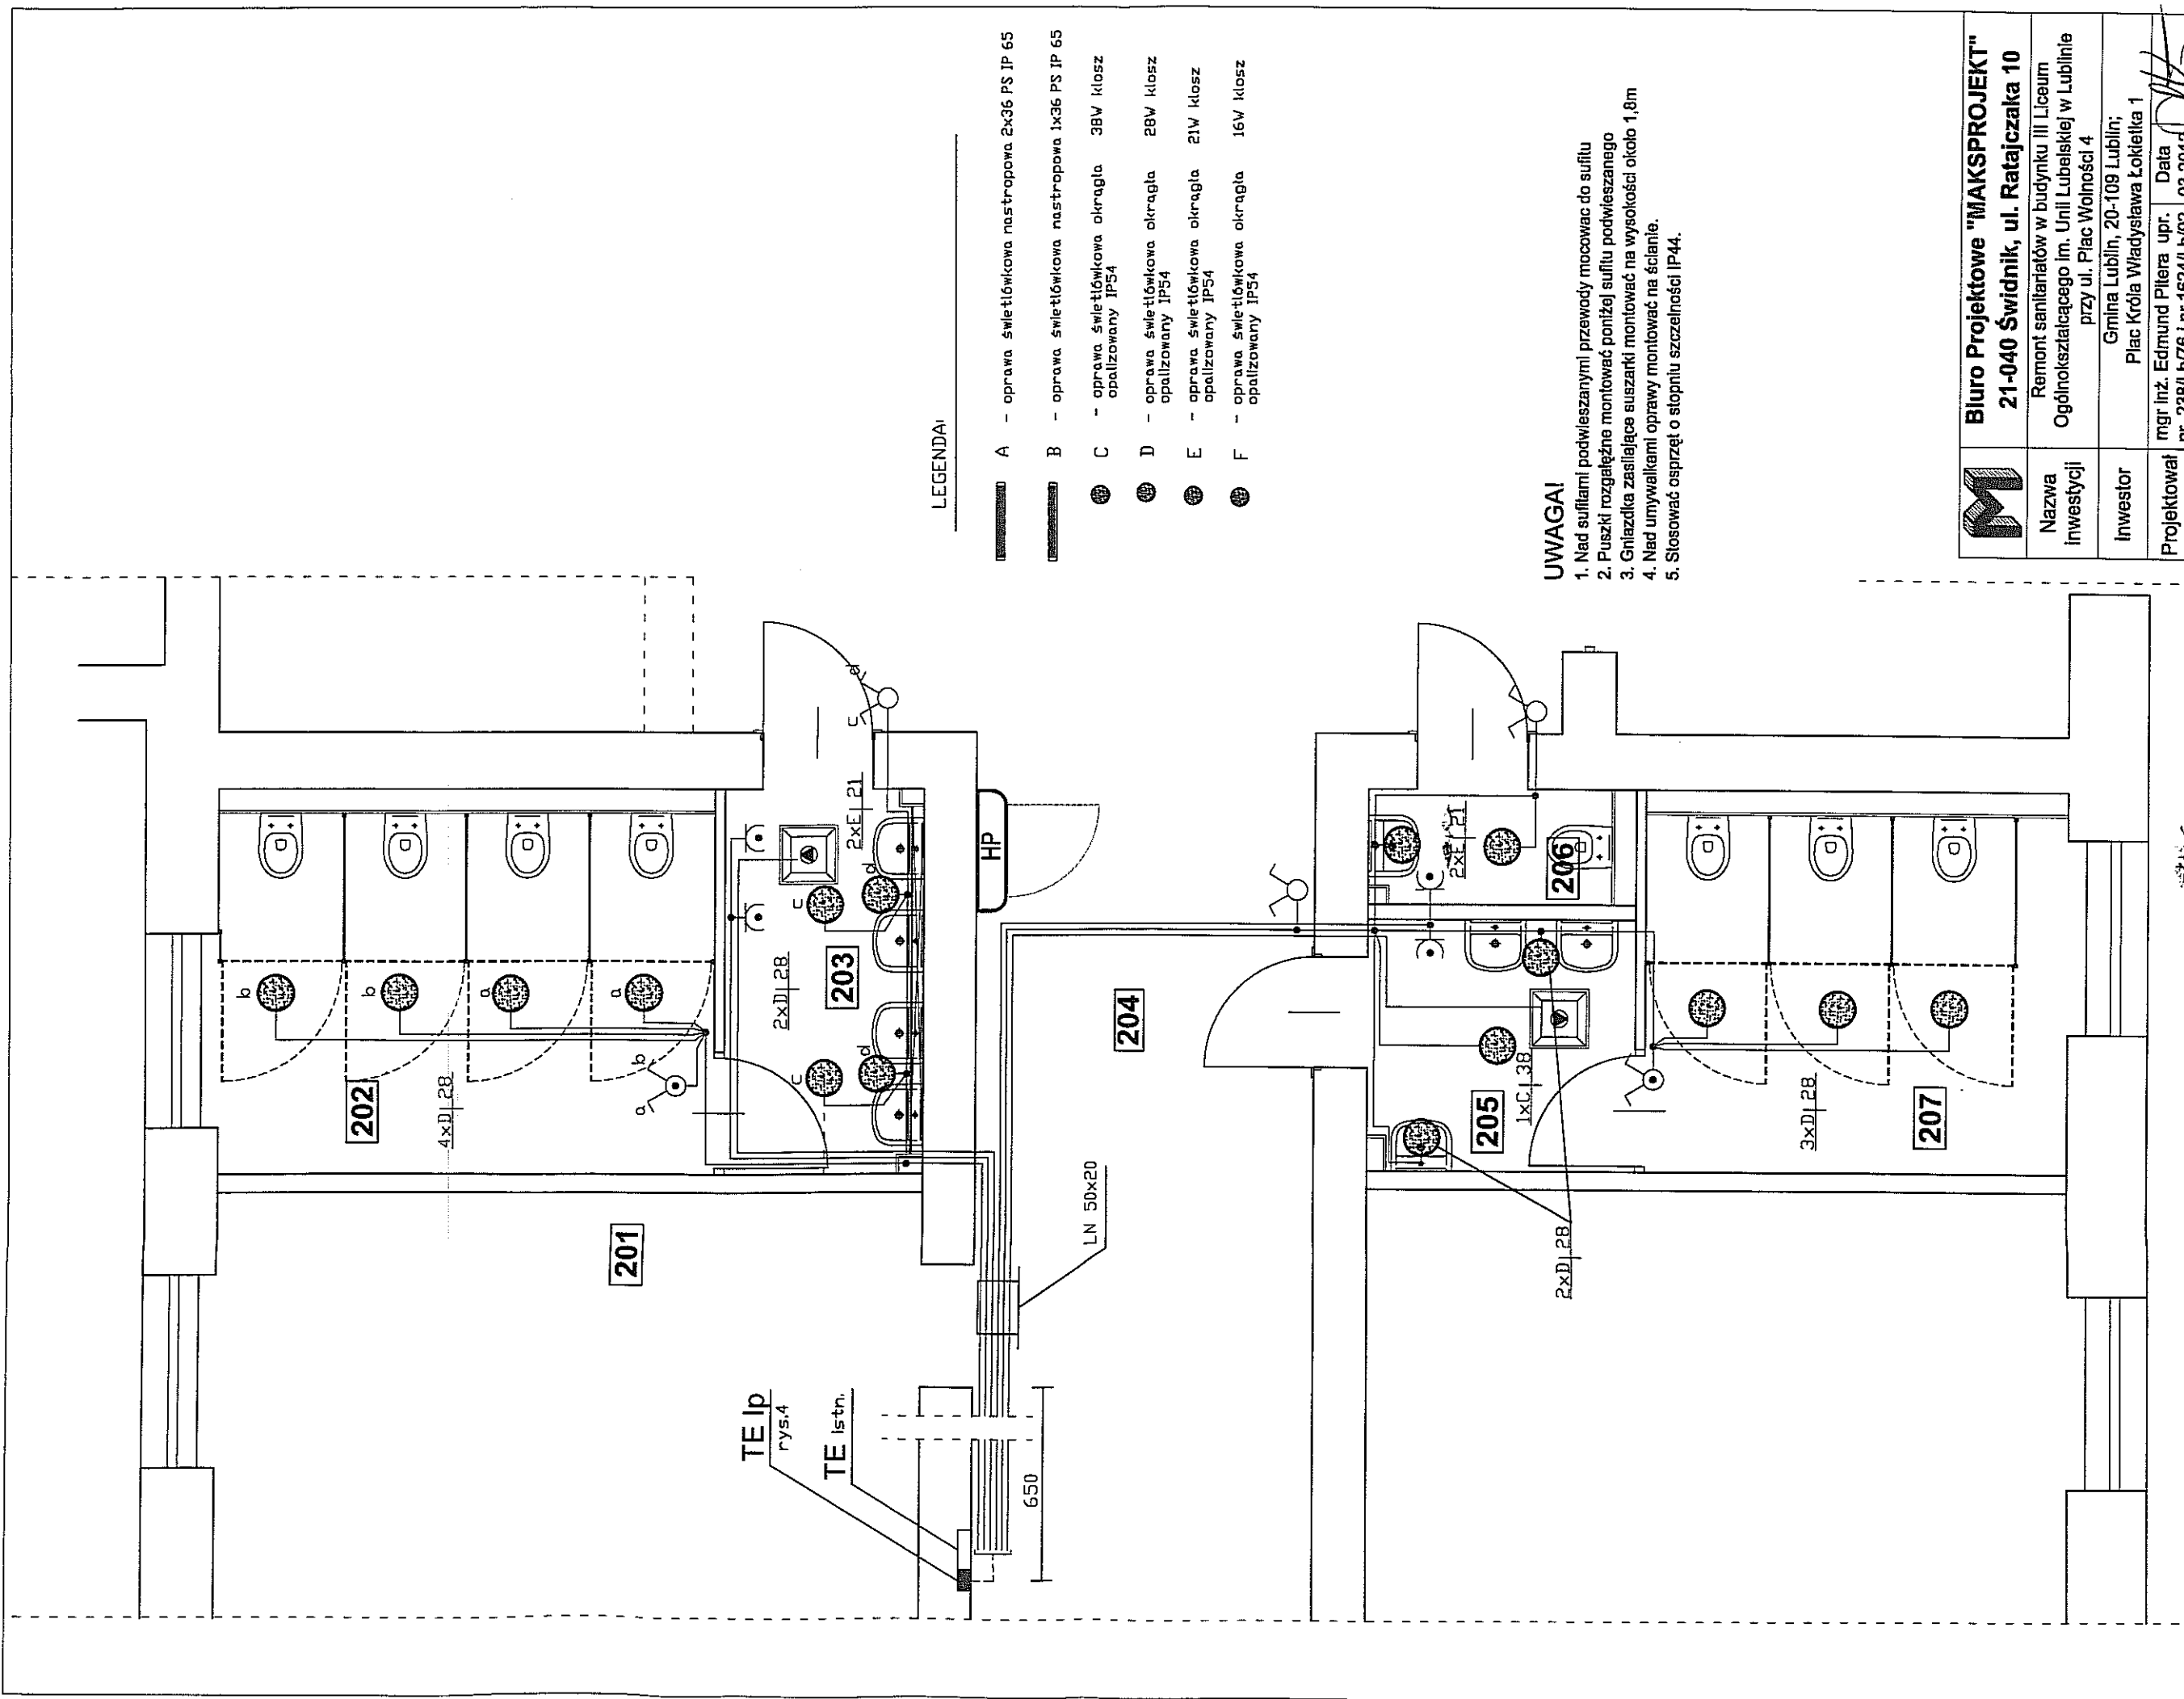 LEGENDA:
A - oprawa świetlówkowa nastropowa 2x36 PS IP 65
B - oprawa świetlówkowa nastropowa 1x36 PS IP 65
C - oprawa świetlówkowa okrągła 38W klosz
opalizowany IP54
D - oprawa świetlówkowa okrągła 28W klosz
opalizowany IP54
E - oprawa świetlówkowa okrągła 21W klosz
opalizowany IP54
F - oprawa świetlówkowa okrągła 16W klosz
opalizowany IP54
UWAGA!
1. Nad sufitami podwieszanymi przewody mocowac do sufitu
2. Puszki rozgałęźne montować poniżej sufitu podwieszanego
3. Gniazdka zasilające suszarki montować na wysokości około 1,8m
4. Nad umywalkami oprawy montować na ścianie.
5. Stosować osprzęt o stopniu szczelności IP44.
M
Biuro Projektowe "MAKSPROJEKT"
21-040 Świdnik, ul. Ratajczaka 10
Nazwa
inwestycji
Remont sanitariatów w budynku III Liceum
Ogólnokształcącego im. Unii Lubelskiej w Lublinie
przy ul. Plac Wolności 4
Inwestor
Gmina Lublin, 20-109 Lublin;
Plac Króla Władysława Łokietka 1
Projektował
mgr inż. Edmund Pitera upr.
Data
b
b
a
a
b
a
202
4xD 28
201
2xE 21
2xD 28
203
c
d
c
d
c
d
HP
204
LN 50x20
TE Ip
rys.4
TE istn.
650
2xE 21
206
205
1xC 38
2xD 28
3xD 28
207